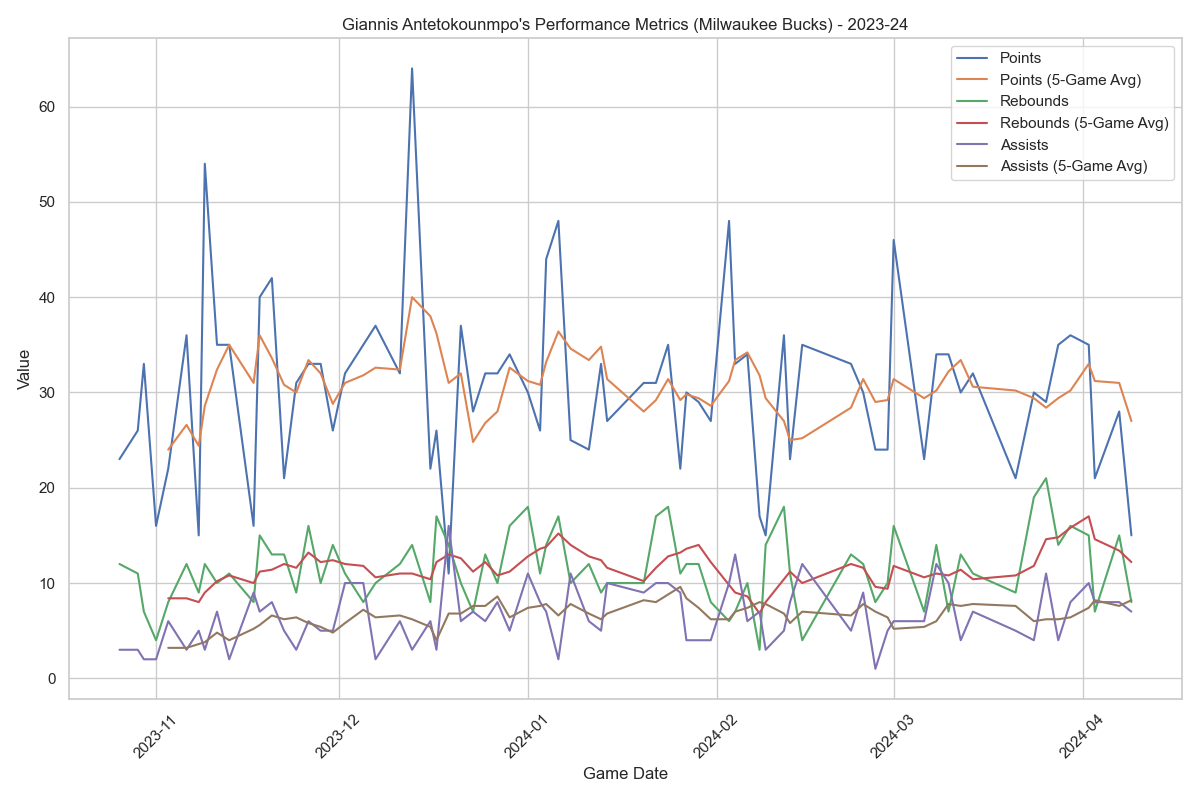 Giannis Antetokounmpo's Performance Metrics (Milwaukee Bucks) - 2023-24
Points
Points (5-Game Avg)
Rebounds
Rebounds (5-Game Avg)
Assists
Assists (5-Game Avg)
Value
60
50
40
30
20
10
0
2023-11
2023-12
2024-01
2024-02
2024-03
2024-04
Game Date